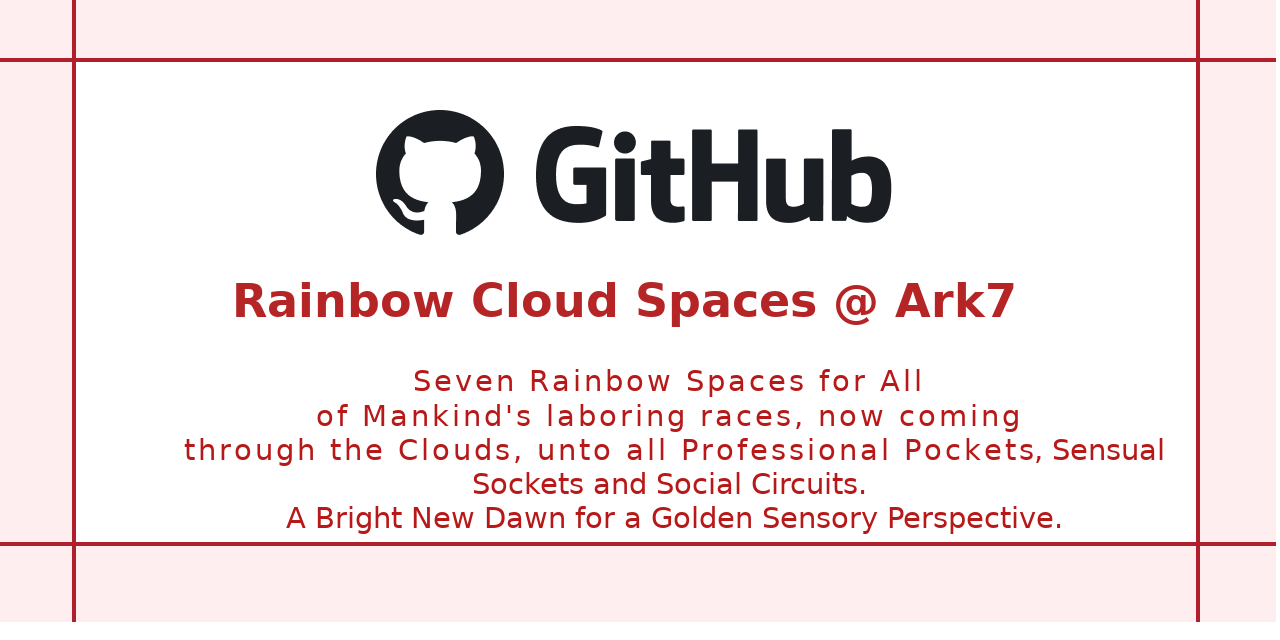 GitHub
Rainbow Cloud Spaces @ Ark7
Seven Rainbow Spaces for All
of Mankind's laboring races, now coming
through the Clouds, unto all Professional Pockets, Sensual
Sockets and Social Circuits.
A Bright New Dawn for a Golden Sensory Perspective.